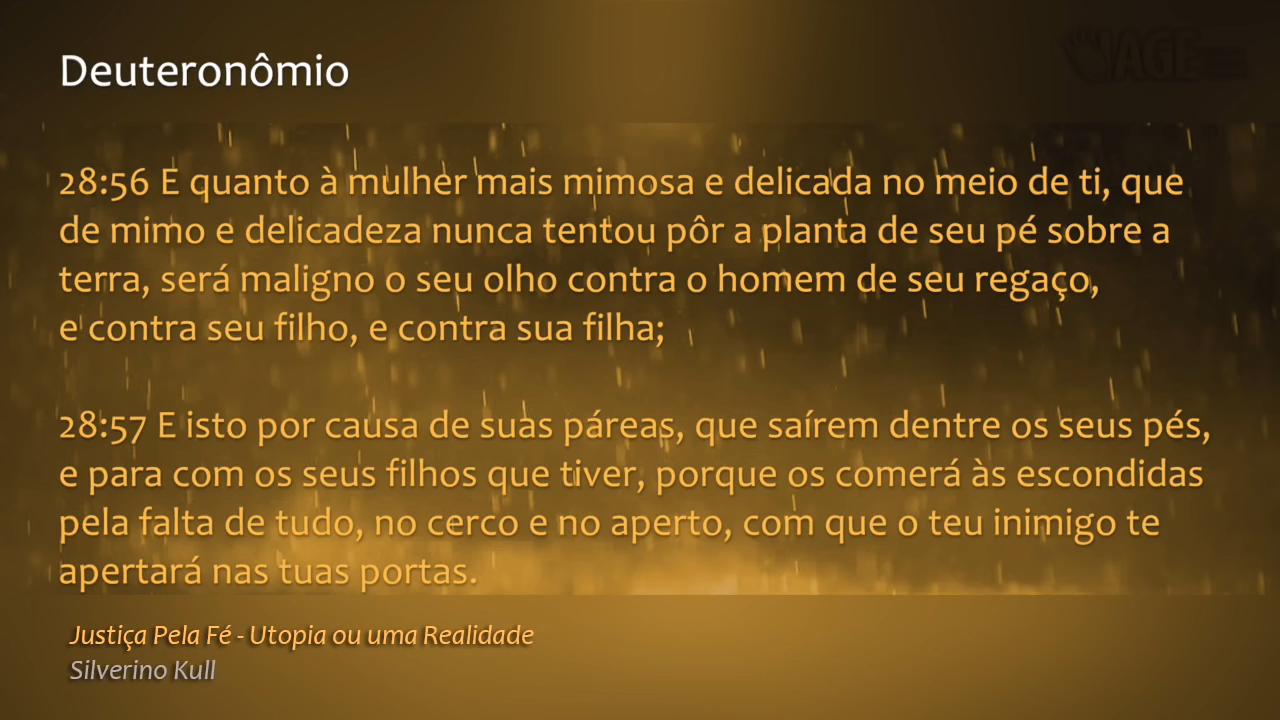 IAGE
Deuteronômio
28:56 E quanto à mulher mais mimosa e delicada no meio de ti, que
de mimo e delicadeza nunca tentou pôr a planta de seu pé sobre a
terra, será maligno o seu olho contra o homem de seu regaço,
e contra seu filho, e contra sua filha;
28:57 E isto por causa de suas páreas, que saírem dentre os seus pés,
e para com os seus filhos que tiver, porque os comerá às escondidas
pela falta de tudo, no cerco e no aperto, com que o teu inimigo te
apertará nas tuas portas.
Justiça Pela Fé - Utopia ou uma Realidade
Silverino Kull